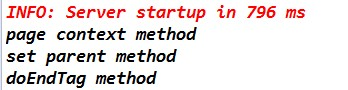 INFO: Server startup in 796 ms
page context method
set parent method
doEndTag method